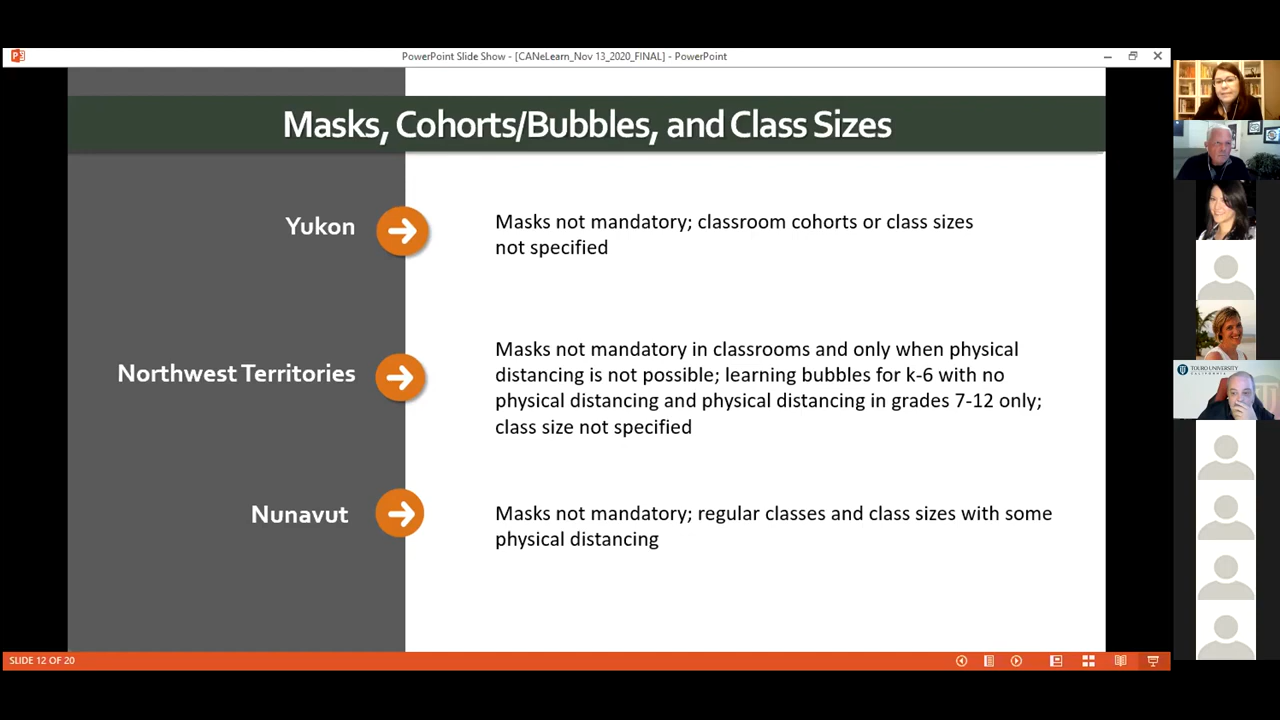 PowerPoint Slide Show - [CANeLearn_Nov 13_2020_FINAL] - PowerPoint
Masks, Cohorts/Bubbles, and Class Sizes
Yukon
Masks not mandatory; classroom cohorts or class sizes
not specified
Northwest Territories
Masks not mandatory in classrooms and only when physical
distancing is not possible; learning bubbles for k-6 with no
physical distancing and physical distancing in grades 7-12 only;
class size not specified
Nunavut
Masks not mandatory; regular classes and class sizes with some
physical distancing
SLIDE 12 OF 20
TOURO UNIVERSITY
CALIFORNIA